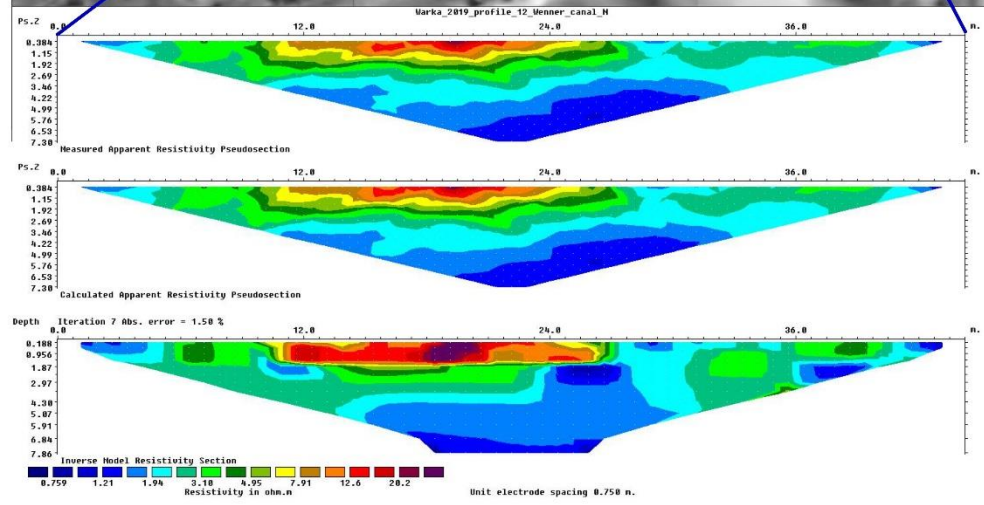 Warka_2019_profile_12_Wenner_canal_N
Ps.Z 0.0 12.0 24.0 36.0 m.
0.384
1.15
1.92
2.69
3.46
4.22
4.99
5.76
6.53
7.30
Measured Apparent Resistivity Pseudosection
Ps.Z 0.0 12.0 24.0 36.0 m.
0.384
1.15
1.92
2.69
3.46
4.22
4.99
5.76
6.53
7.30
Calculated Apparent Resistivity Pseudosection
Depth Iteration 7 Abs. error = 1.50 %
0.0 12.0 24.0 36.0 m.
0.188
0.956
1.87
2.97
4.30
5.07
5.91
6.84
7.86
Inverse Model Resistivity Section
0.759 1.21 1.94 3.10 4.95 7.91 12.6 20.2
Resistivity in ohm.m Unit electrode spacing 0.750 m.